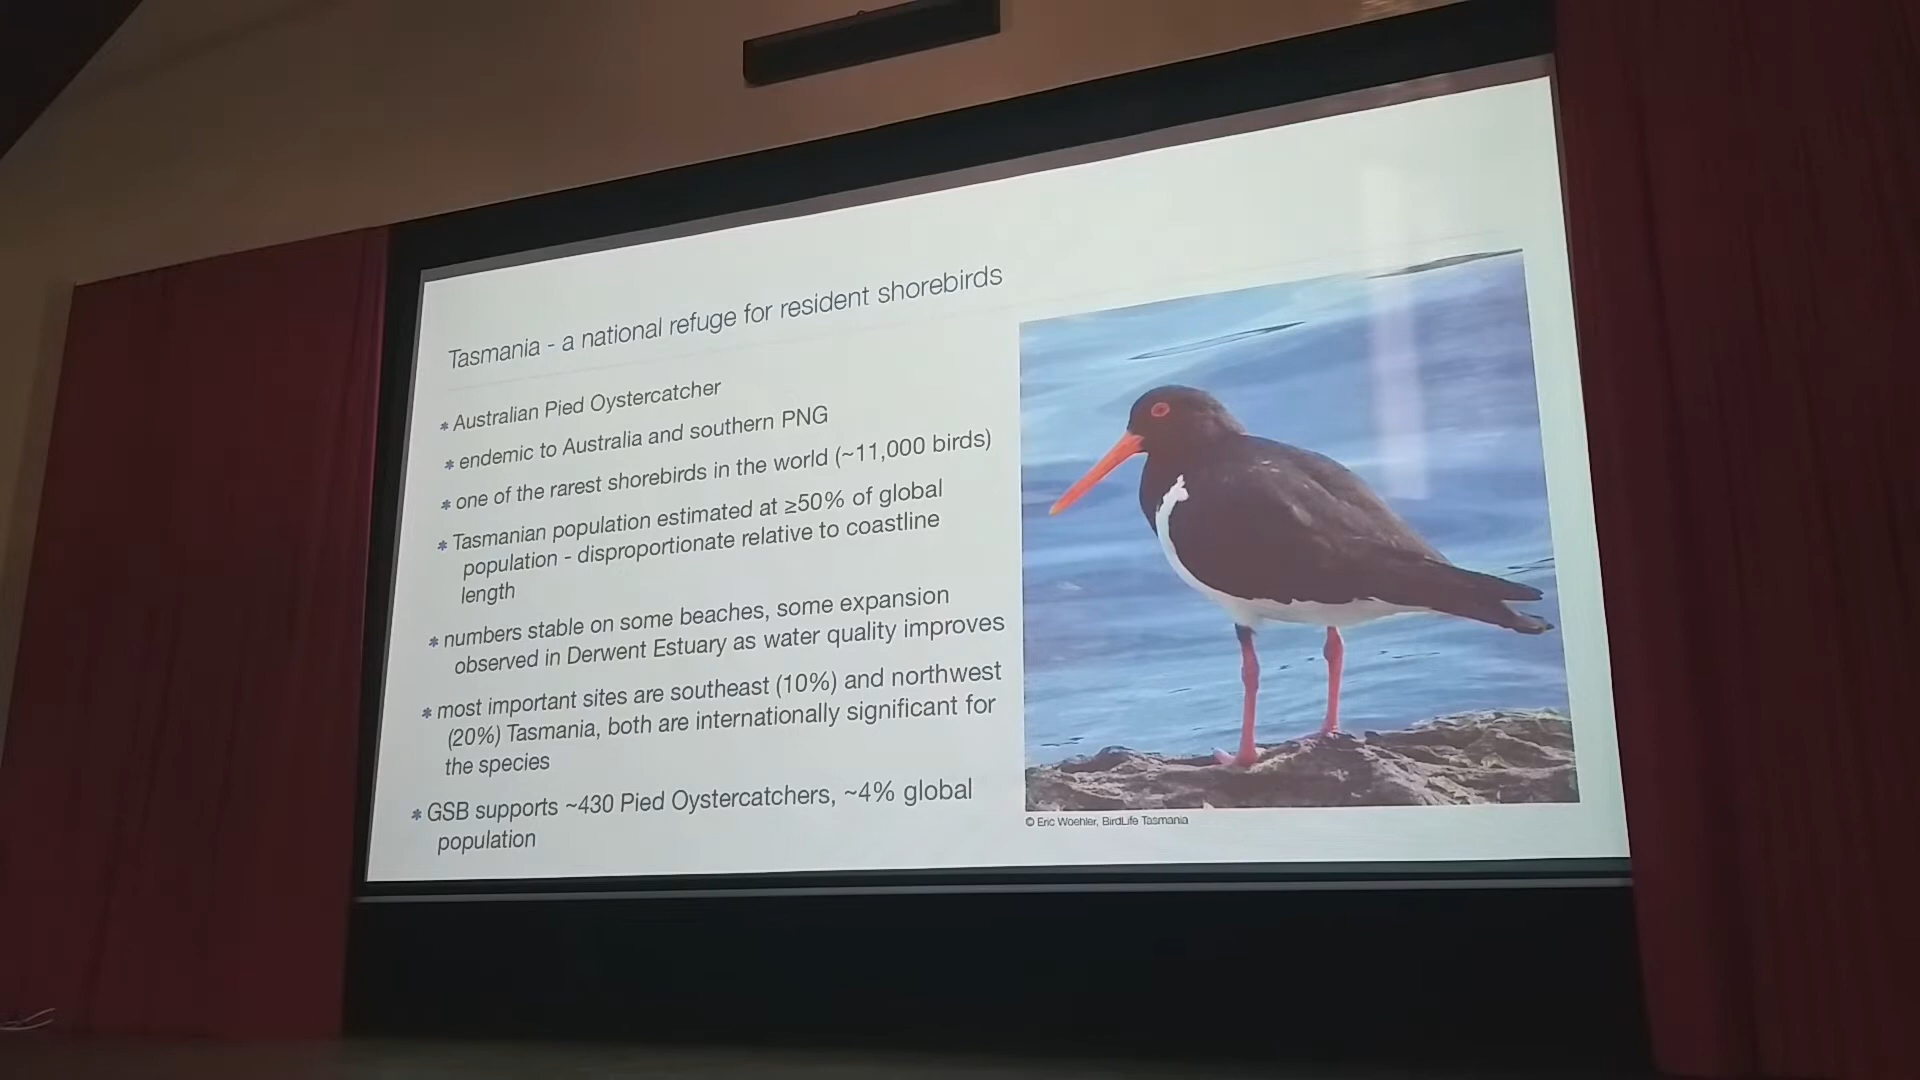 Tasmania - a national refuge for resident shorebirds
* Australian Pied Oystercatcher
* endemic to Australia and southern PNG
* one of the rarest shorebirds in the world (~11,000 birds)
* Tasmanian population estimated at ≥50% of global
population - disproportionate relative to coastline
length
* numbers stable on some beaches, some expansion
observed in Derwent Estuary as water quality improves
* most important sites are southeast (10%) and northwest
(20%) Tasmania, both are internationally significant for
the species
* GSB supports ~430 Pied Oystercatchers, ~4% global
population
© Eric Woehler, BirdLife Tasmania